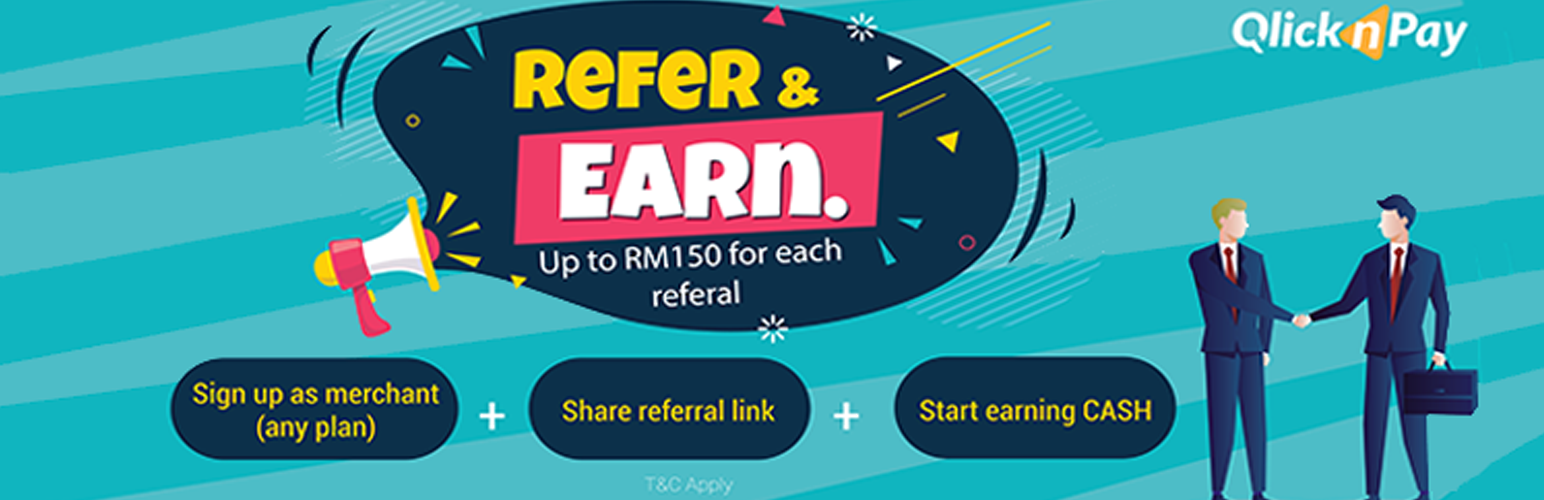 QlicknPay
REFER &
EARN.
Up to RM150 for each
referal
Sign up as merchant
(any plan)
+
Share referral link
+
Start earning CASH
T&C Apply